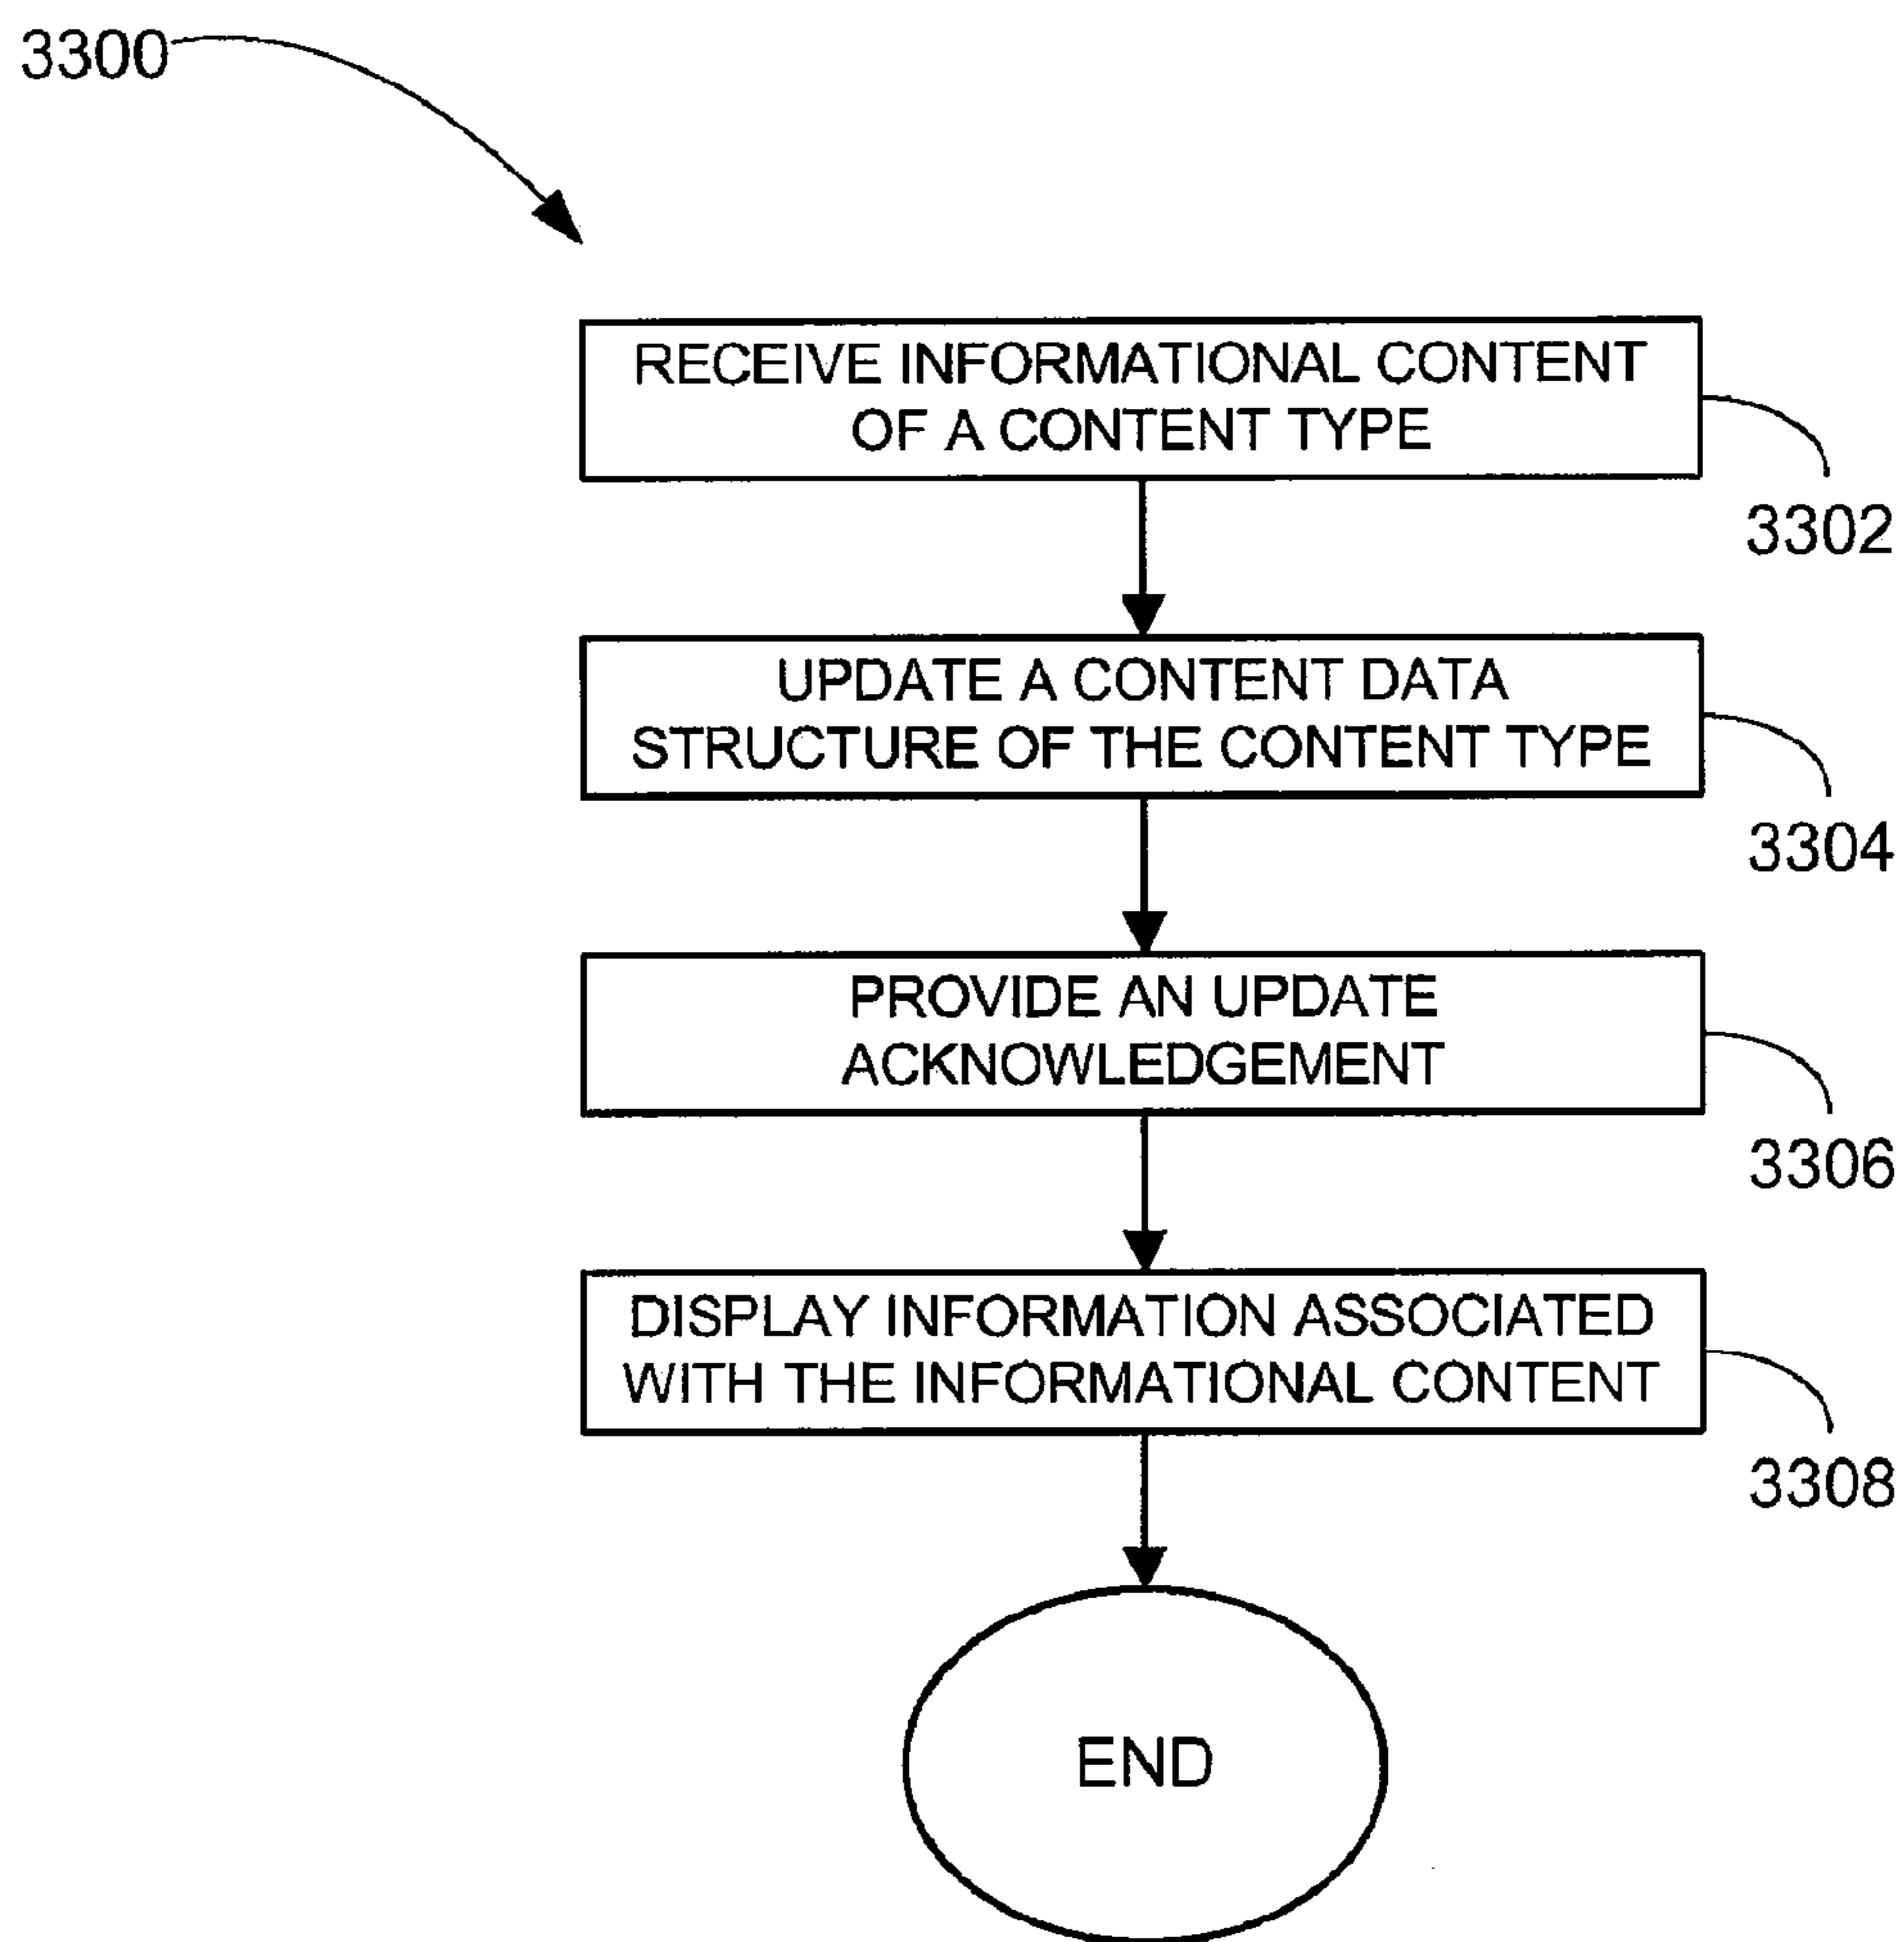 3300
RECEIVE INFORMATIONAL CONTENT
OF A CONTENT TYPE
3302
UPDATE A CONTENT DATA
STRUCTURE OF THE CONTENT TYPE
3304
PROVIDE AN UPDATE
ACKNOWLEDGEMENT
3306
DISPLAY INFORMATION ASSOCIATED
WITH THE INFORMATIONAL CONTENT
3308
END